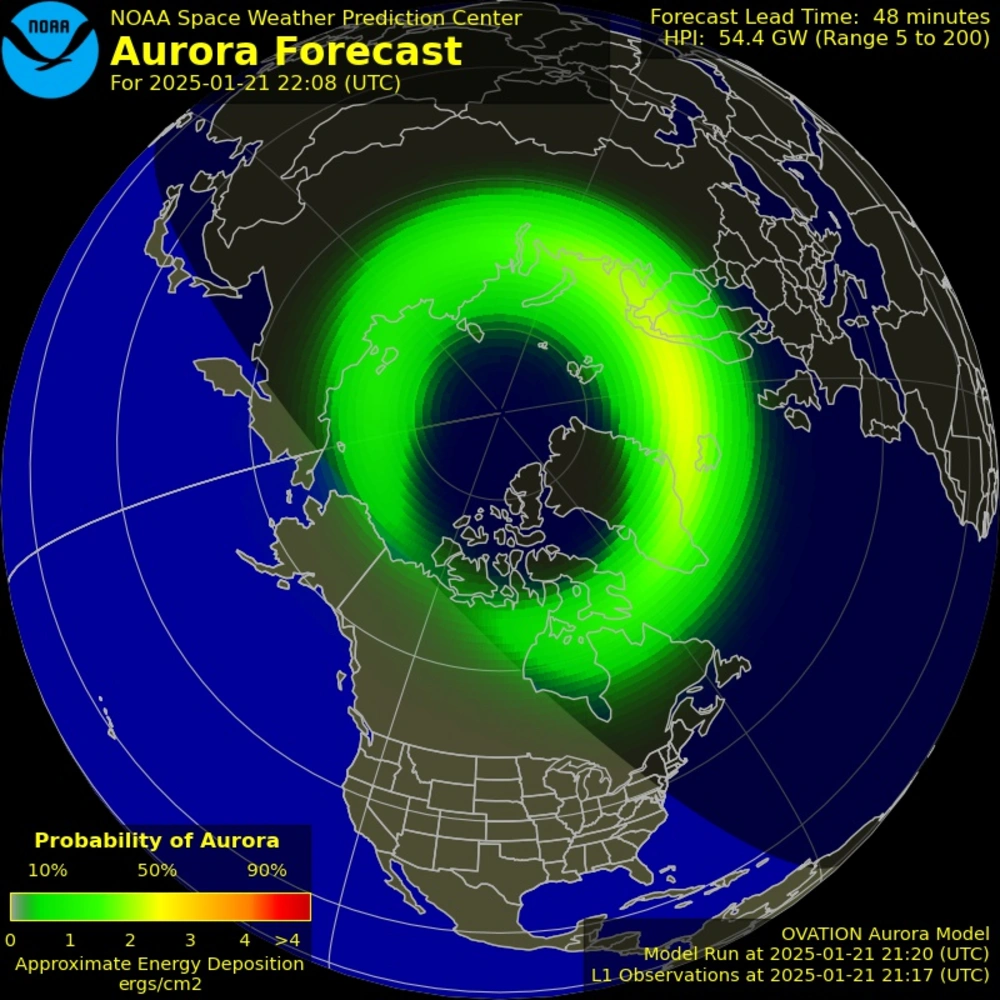 NOAA
NOAA Space Weather Prediction Center
Aurora Forecast
For 2025-01-21 22:08 (UTC)
Forecast Lead Time: 48 minutes
HPI: 54.4 GW (Range 5 to 200)
Probability of Aurora
10% 50% 90%
0 1 2 3 4 >4
Approximate Energy Deposition
ergs/cm2
OVATION Aurora Model
Model Run at 2025-01-21 21:20 (UTC)
L1 Observations at 2025-01-21 21:17 (UTC)